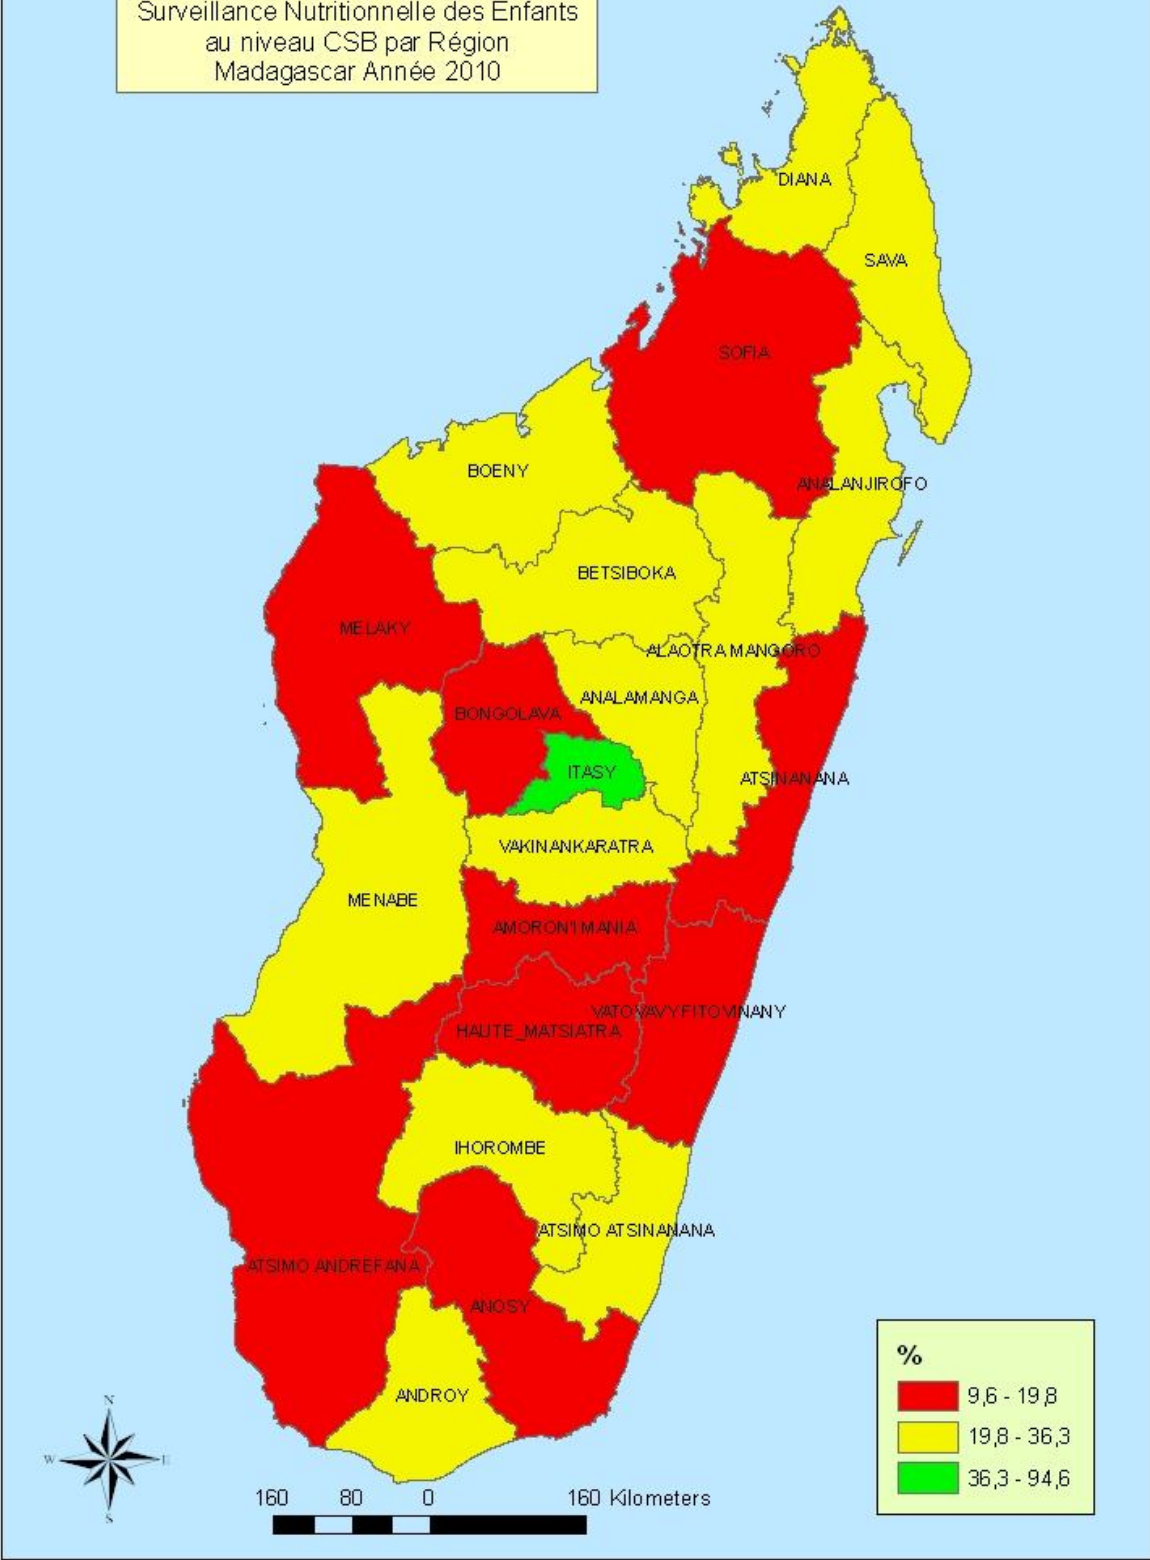 Surveillance Nutritionnelle des Enfants
au niveau CSB par Région
Madagascar Année 2010
DIANA
SAVA
SOFIA
BOENY
ANALANJIROFO
BETSIBOKA
MELAKY
ALAOTRA MANGORO
ANALAMANGA
BONGOLAVA
ITASY
ATSINANANA
VAKINANKARATRA
MENABE
AMORON'I MANIA
VATOVAVY FITOVINANY
HAUTE_MATSIATRA
IHOROMBE
ATSIMO ATSINANANA
ATSIMO ANDREFANA
ANOSY
ANDROY
%
9,6 - 19,8
19,8 - 36,3
36,3 - 94,6
N
W E
S
160 80 0 160 Kilometers